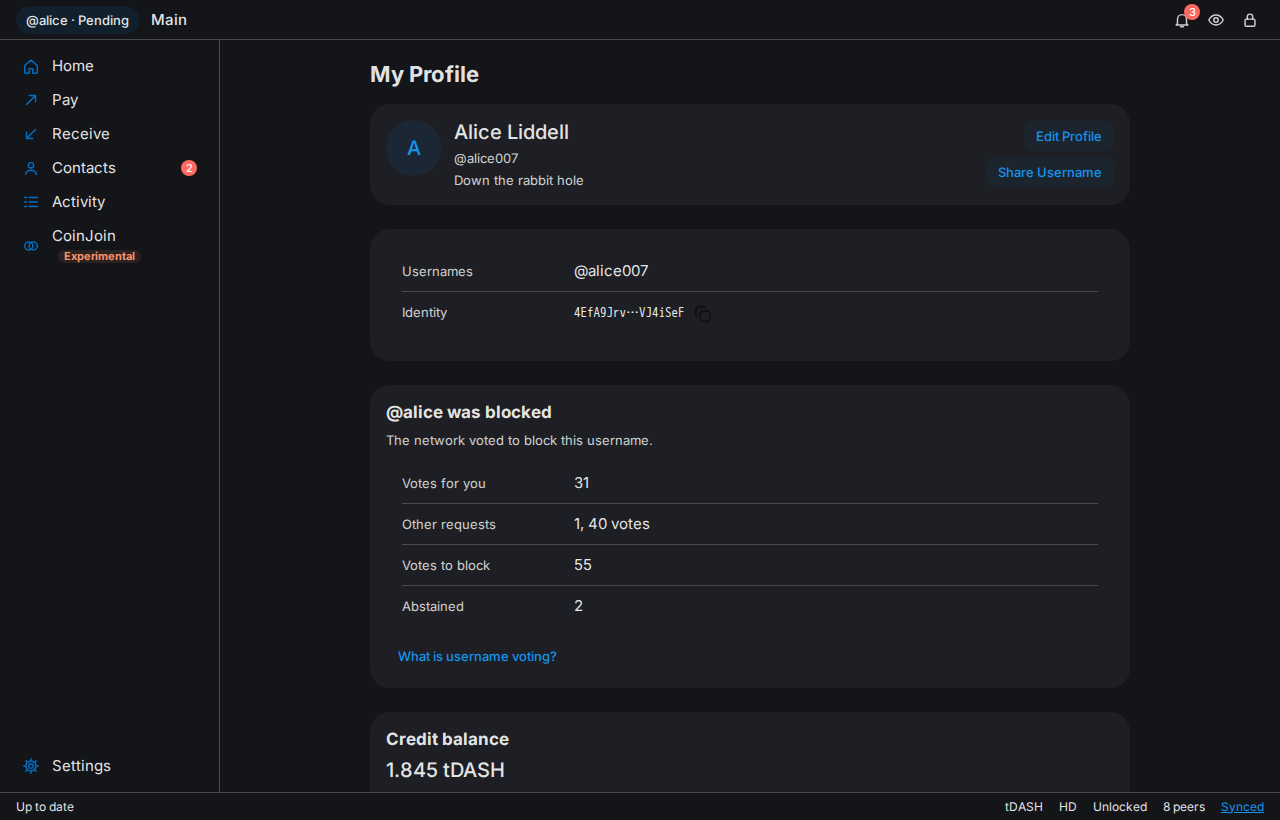 @alice · Pending Main 3
Home
Pay
Receive
Contacts 2
Activity
CoinJoin
Experimental
Settings
My Profile
A
Alice Liddell
@alice007
Down the rabbit hole
Edit Profile
Share Username
Usernames @alice007
Identity 4EfA9Jrv⋯VJ4iSeF
@alice was blocked
The network voted to block this username.
Votes for you 31
Other requests 1, 40 votes
Votes to block 55
Abstained 2
What is username voting?
Credit balance
1.845 tDASH
Up to date tDASH HD Unlocked 8 peers Synced